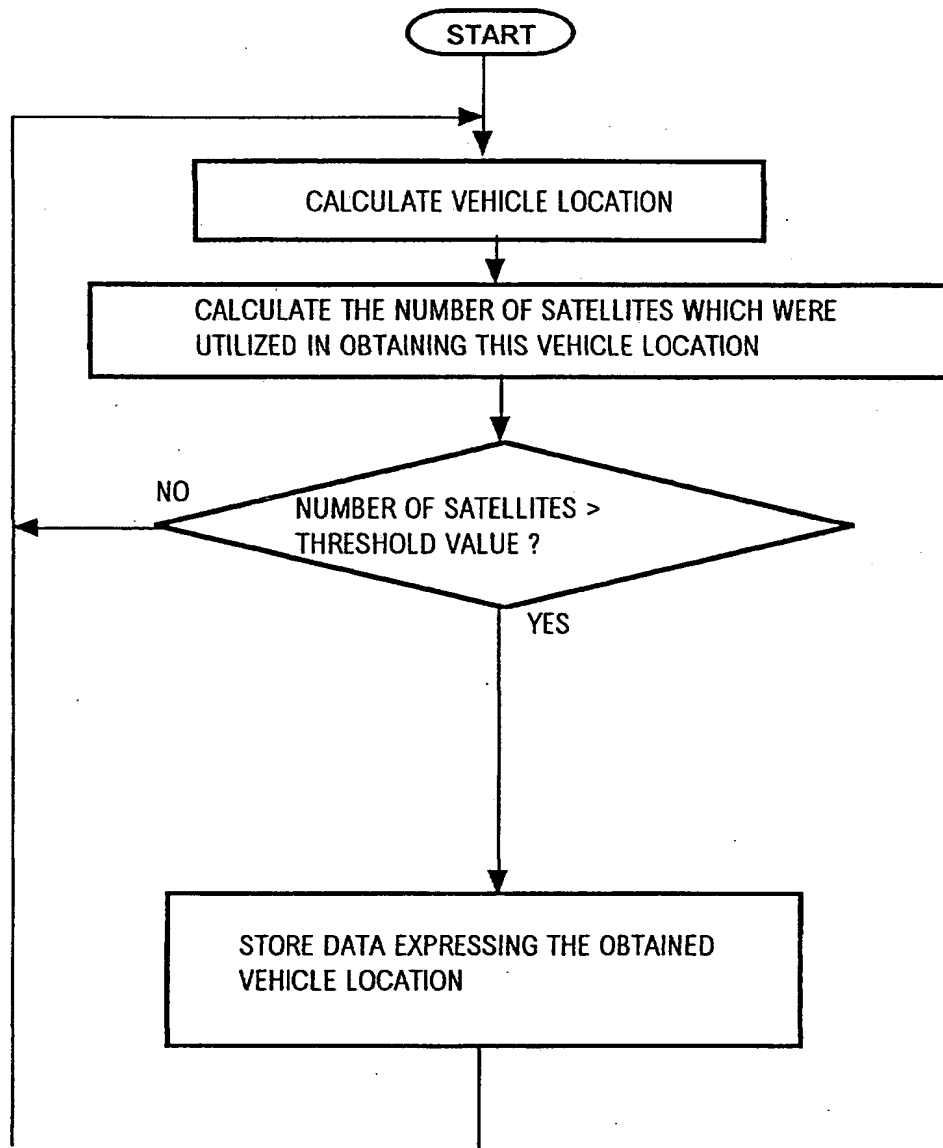 START
CALCULATE VEHICLE LOCATION
CALCULATE THE NUMBER OF SATELLITES WHICH WERE
UTILIZED IN OBTAINING THIS VEHICLE LOCATION
NO
NUMBER OF SATELLITES >
THRESHOLD VALUE ?
YES
STORE DATA EXPRESSING THE OBTAINED
VEHICLE LOCATION